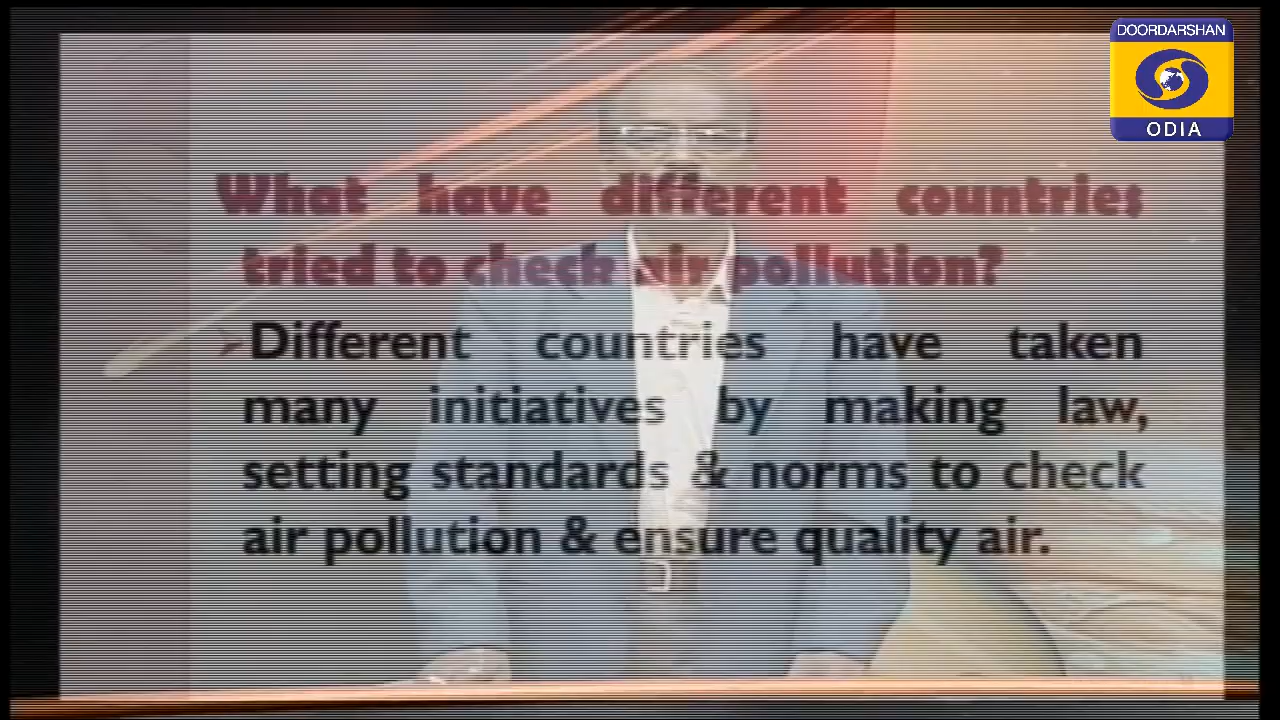 DOORDARSHAN
ODIA
What have different countries
tried to check air pollution?
➢Different countries have taken
many initiatives by making law,
setting standards & norms to check
air pollution & ensure quality air.